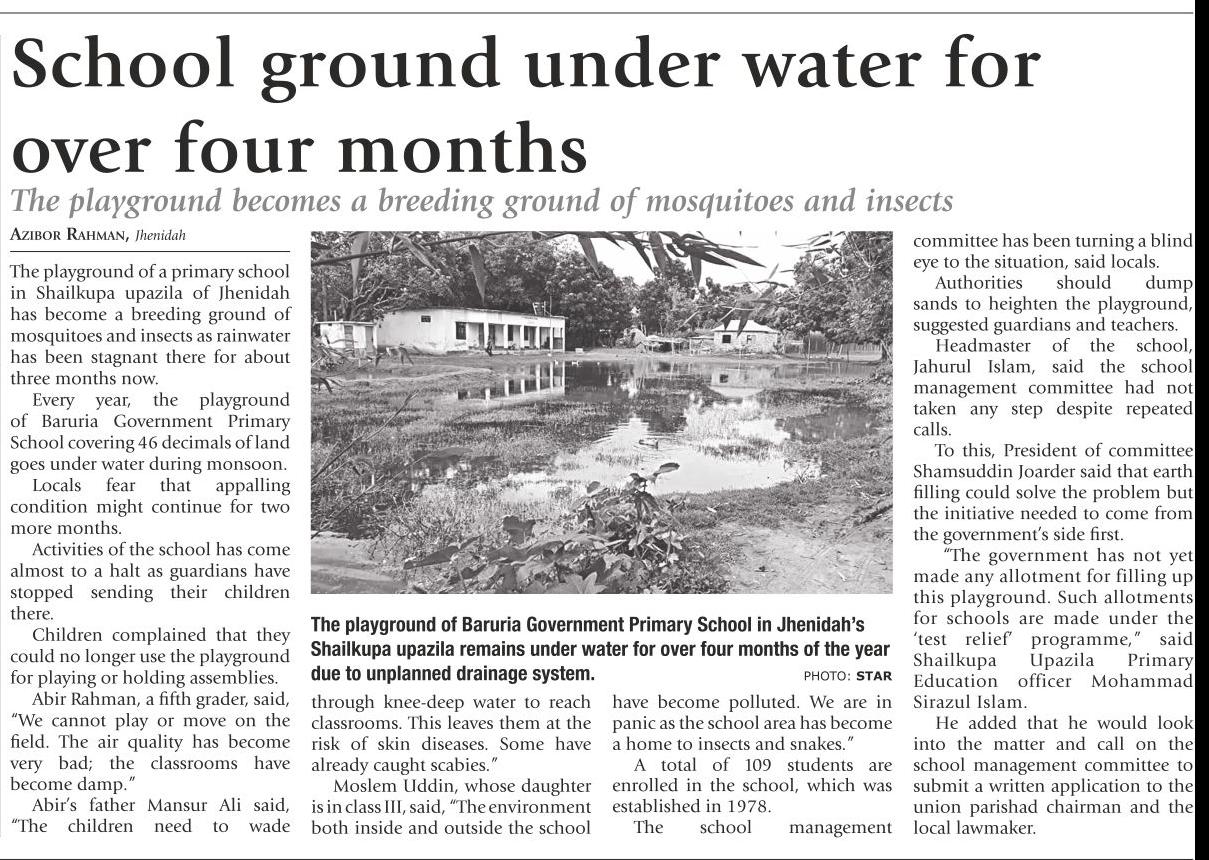 School ground under water for
over four months
The playground becomes a breeding ground of mosquitoes and insects
AZIBOR RAHMAN, Jhenidah
The playground of a primary school
in Shailkupa upazila of Jhenidah
has become a breeding ground of
mosquitoes and insects as rainwater
has been stagnant there for about
three months now.
Every year, the playground
of Baruria Government Primary
School covering 46 decimals of land
goes under water during monsoon.
Locals fear that appalling
condition might continue for two
more months.
Activities of the school has come
almost to a halt as guardians have
stopped sending their children
there.
Children complained that they
could no longer use the playground
for playing or holding assemblies.
Abir Rahman, a fifth grader, said,
“We cannot play or move on the
field. The air quality has become
very bad; the classrooms have
become damp.”
Abir’s father Mansur Ali said,
“The children need to wade
The playground of Baruria Government Primary School in Jhenidah’s
Shailkupa upazila remains under water for over four months of the year
due to unplanned drainage system.
PHOTO: STAR
through knee-deep water to reach
classrooms. This leaves them at the
risk of skin diseases. Some have
already caught scabies.”
Moslem Uddin, whose daughter
is in class III, said, “The environment
both inside and outside the school
have become polluted. We are in
panic as the school area has become
a home to insects and snakes.”
A total of 109 students are
enrolled in the school, which was
established in 1978.
The school management
committee has been turning a blind
eye to the situation, said locals.
Authorities should dump
sands to heighten the playground,
suggested guardians and teachers.
Headmaster of the school,
Jahurul Islam, said the school
management committee had not
taken any step despite repeated
calls.
To this, President of committee
Shamsuddin Joarder said that earth
filling could solve the problem but
the initiative needed to come from
the government’s side first.
“The government has not yet
made any allotment for filling up
this playground. Such allotments
for schools are made under the
‘test relief’ programme,” said
Shailkupa Upazila Primary
Education officer Mohammad
Sirazul Islam.
He added that he would look
into the matter and call on the
school management committee to
submit a written application to the
union parishad chairman and the
local lawmaker.